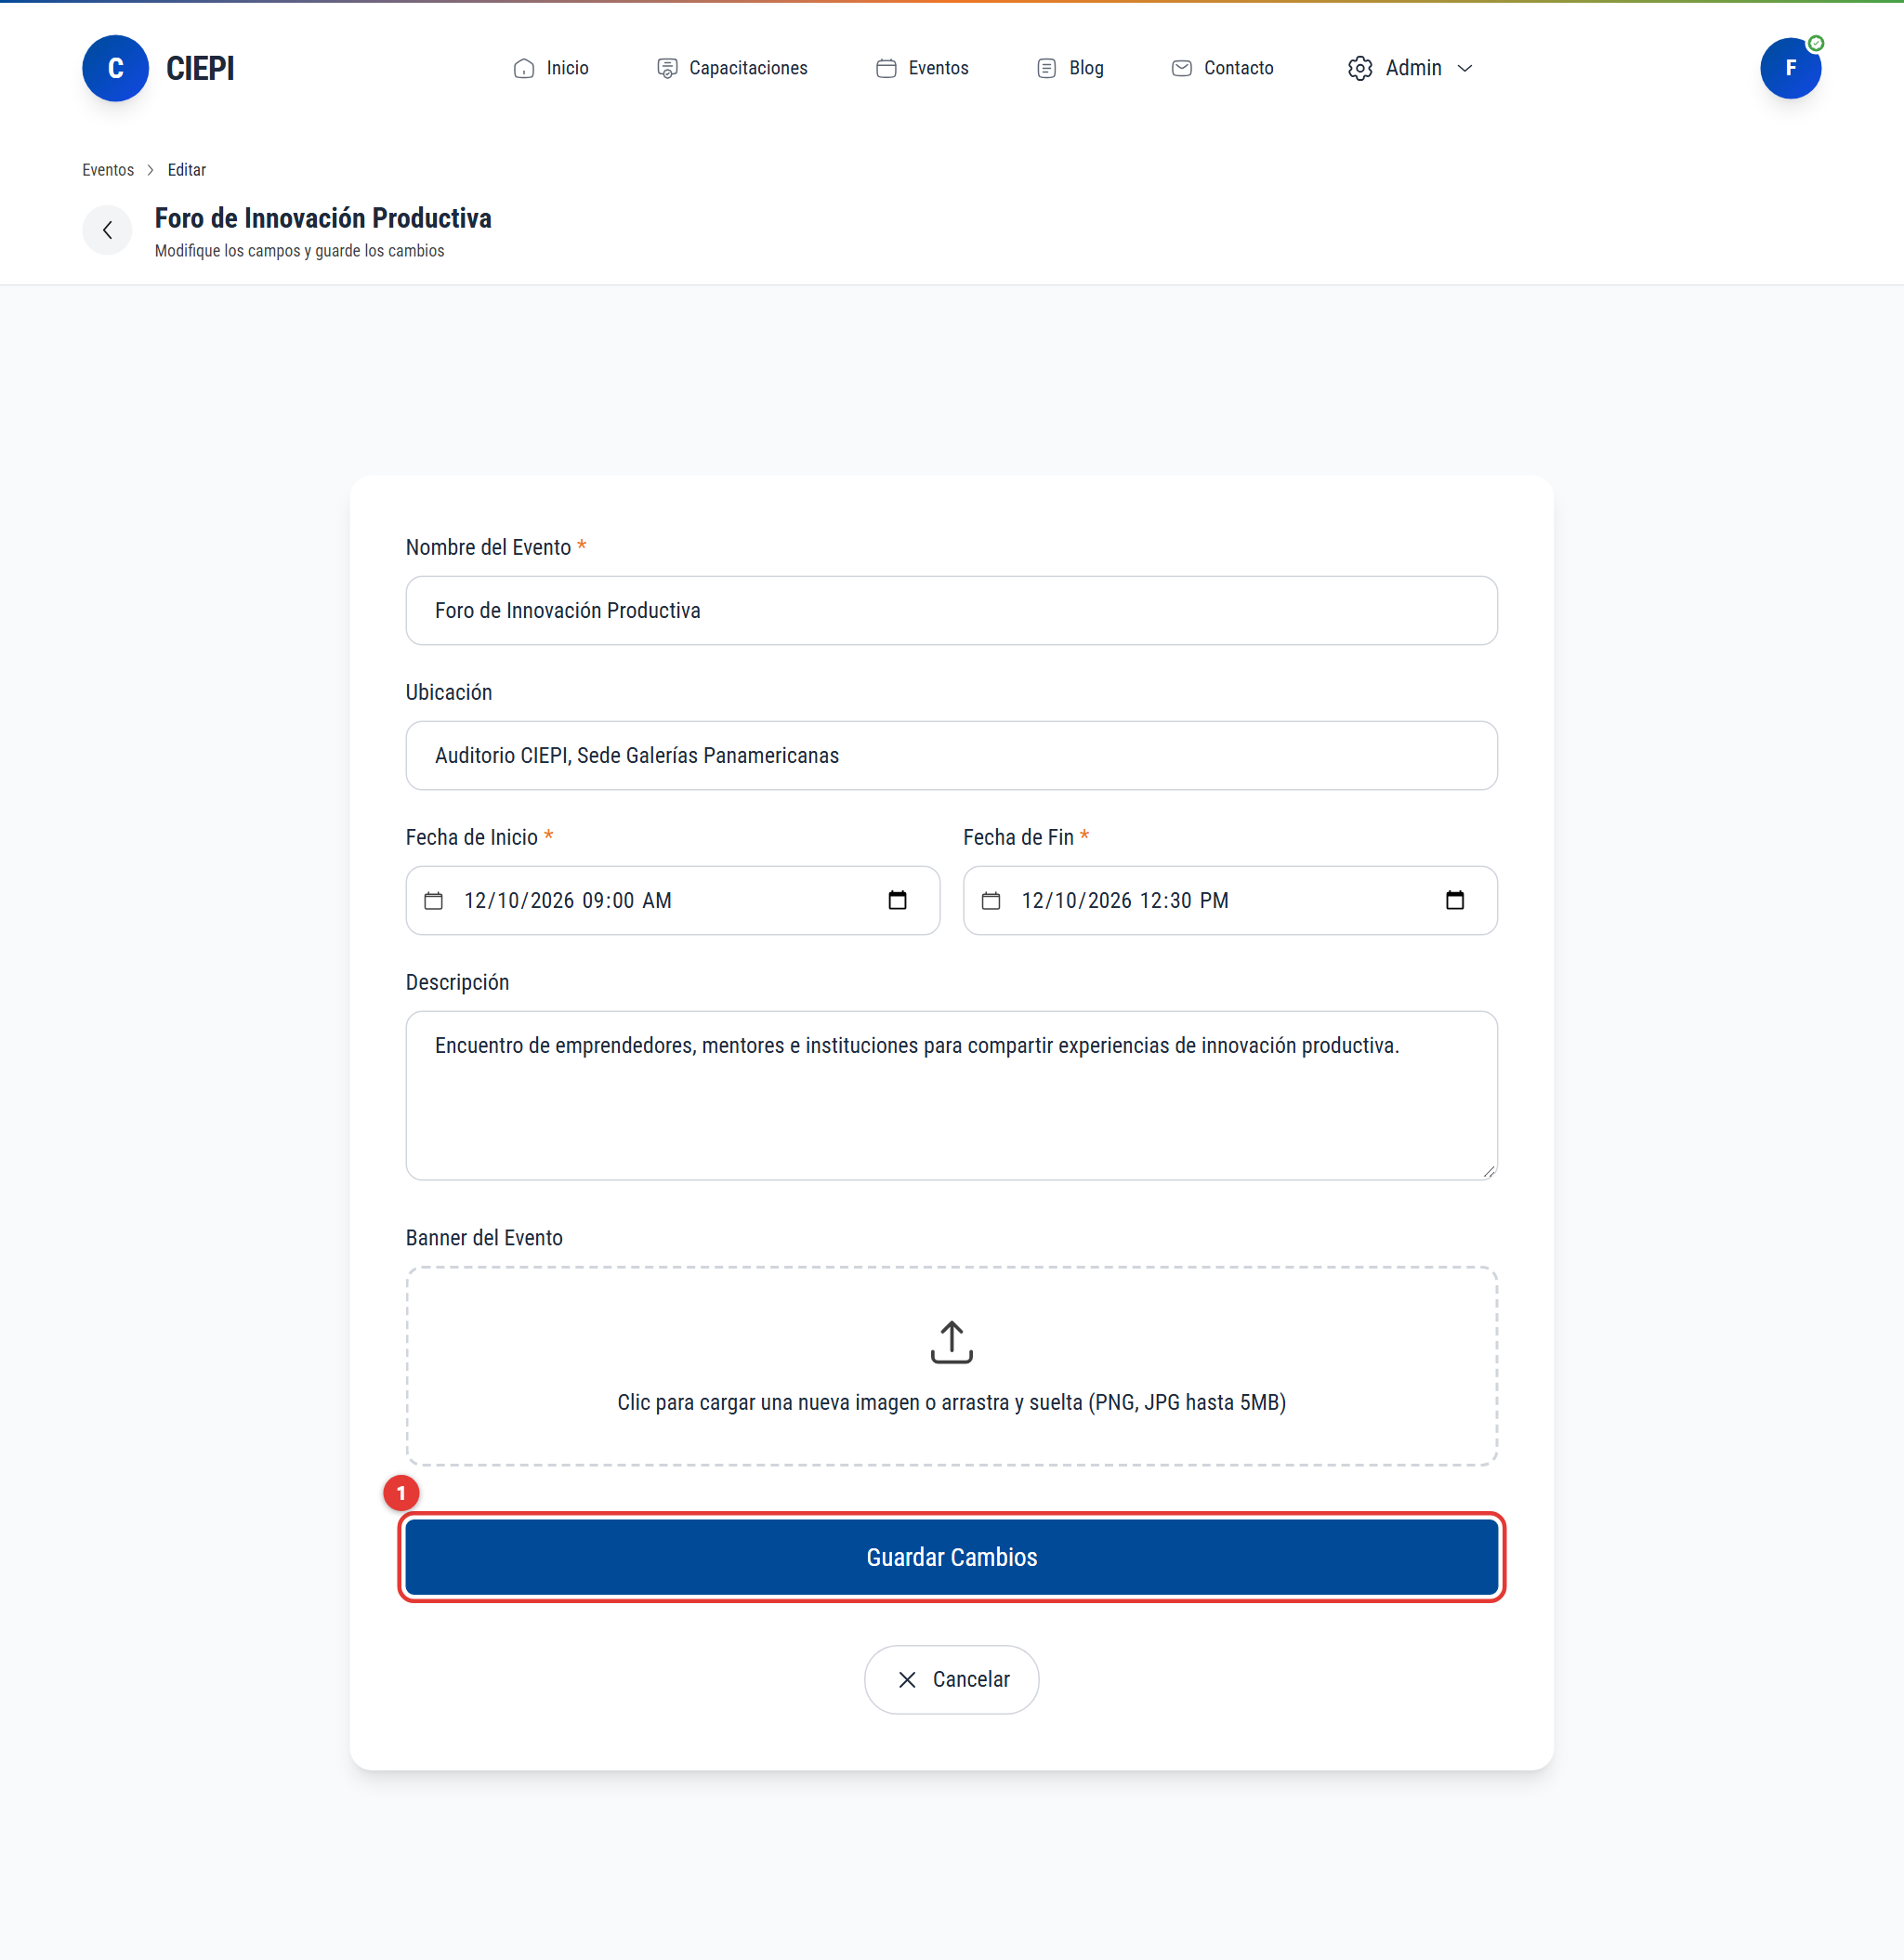 C CIEPI Inicio Capacitaciones Eventos Blog Contacto Admin F
Eventos > Editar
Foro de Innovación Productiva
Modifique los campos y guarde los cambios
Nombre del Evento *
Foro de Innovación Productiva
Ubicación
Auditorio CIEPI, Sede Galerías Panamericanas
Fecha de Inicio * Fecha de Fin *
12/10/2026 09:00 AM 12/10/2026 12:30 PM
Descripción
Encuentro de emprendedores, mentores e instituciones para compartir experiencias de innovación productiva.
Banner del Evento
Clic para cargar una nueva imagen o arrastra y suelta (PNG, JPG hasta 5MB)
1
Guardar Cambios
Cancelar